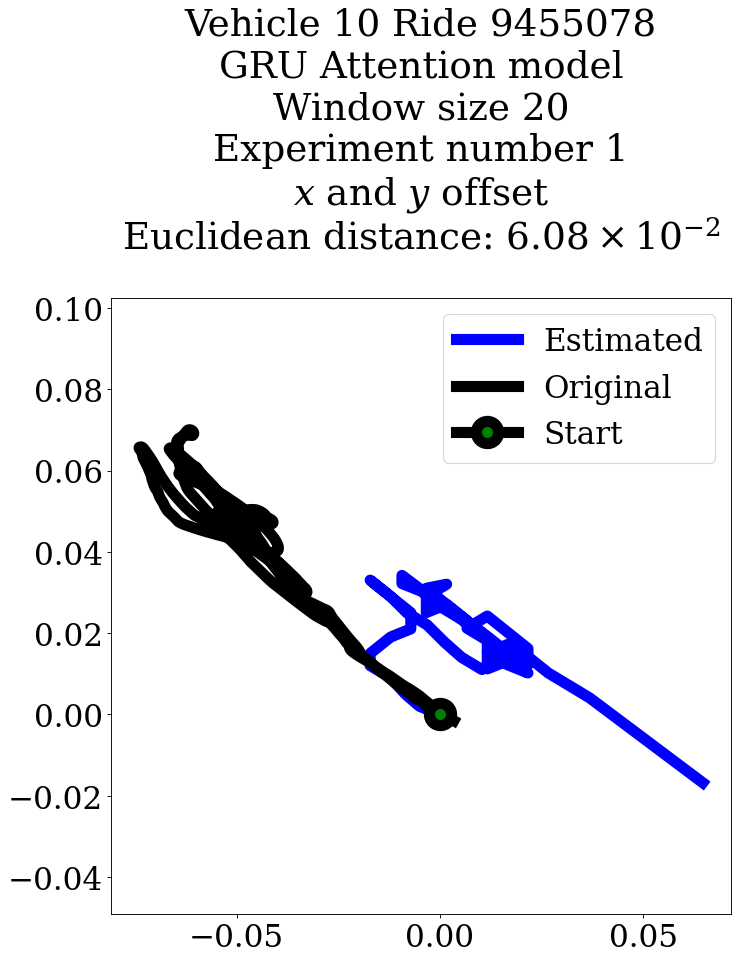 Vehicle 10 Ride 9455078
GRU Attention model
Window size 20
Experiment number 1
x and y offset
Euclidean distance: 6.08 × 10⁻²
0.10
0.08
0.06
0.04
0.02
0.00
−0.02
−0.04
Estimated
Original
Start
−0.05 0.00 0.05